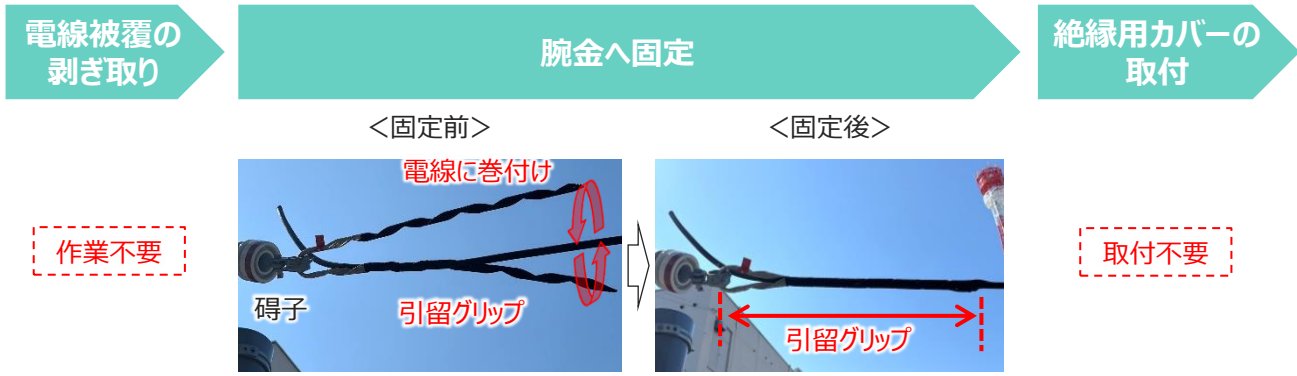 電線被覆の
剥ぎ取り
腕金へ固定
絶縁用カバーの
取付
＜固定前＞
＜固定後＞
電線に巻付け
作業不要
碍子
引留グリップ
引留グリップ
取付不要